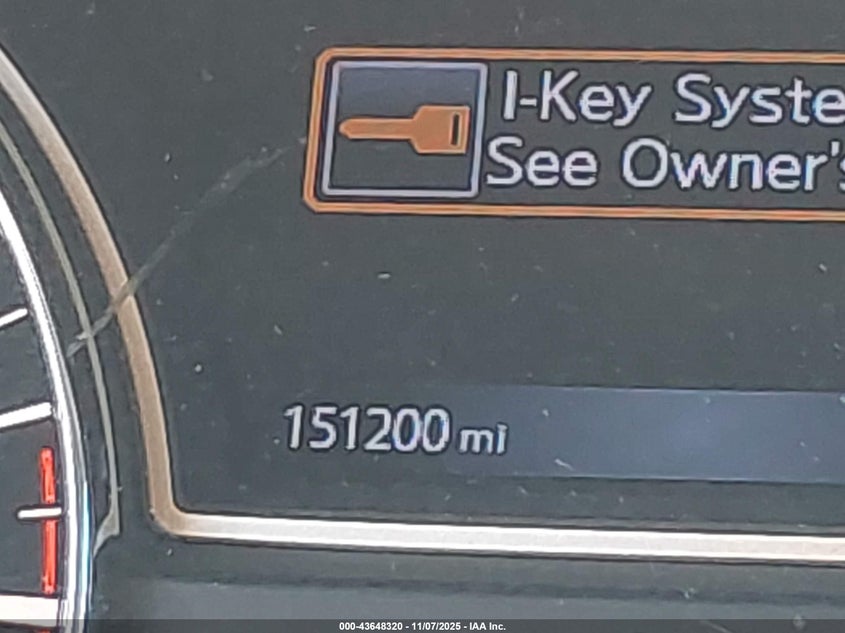 I-Key Syste
See Owner's
151200 mi
000-43648320 - 11/07/2025 - IAA Inc.